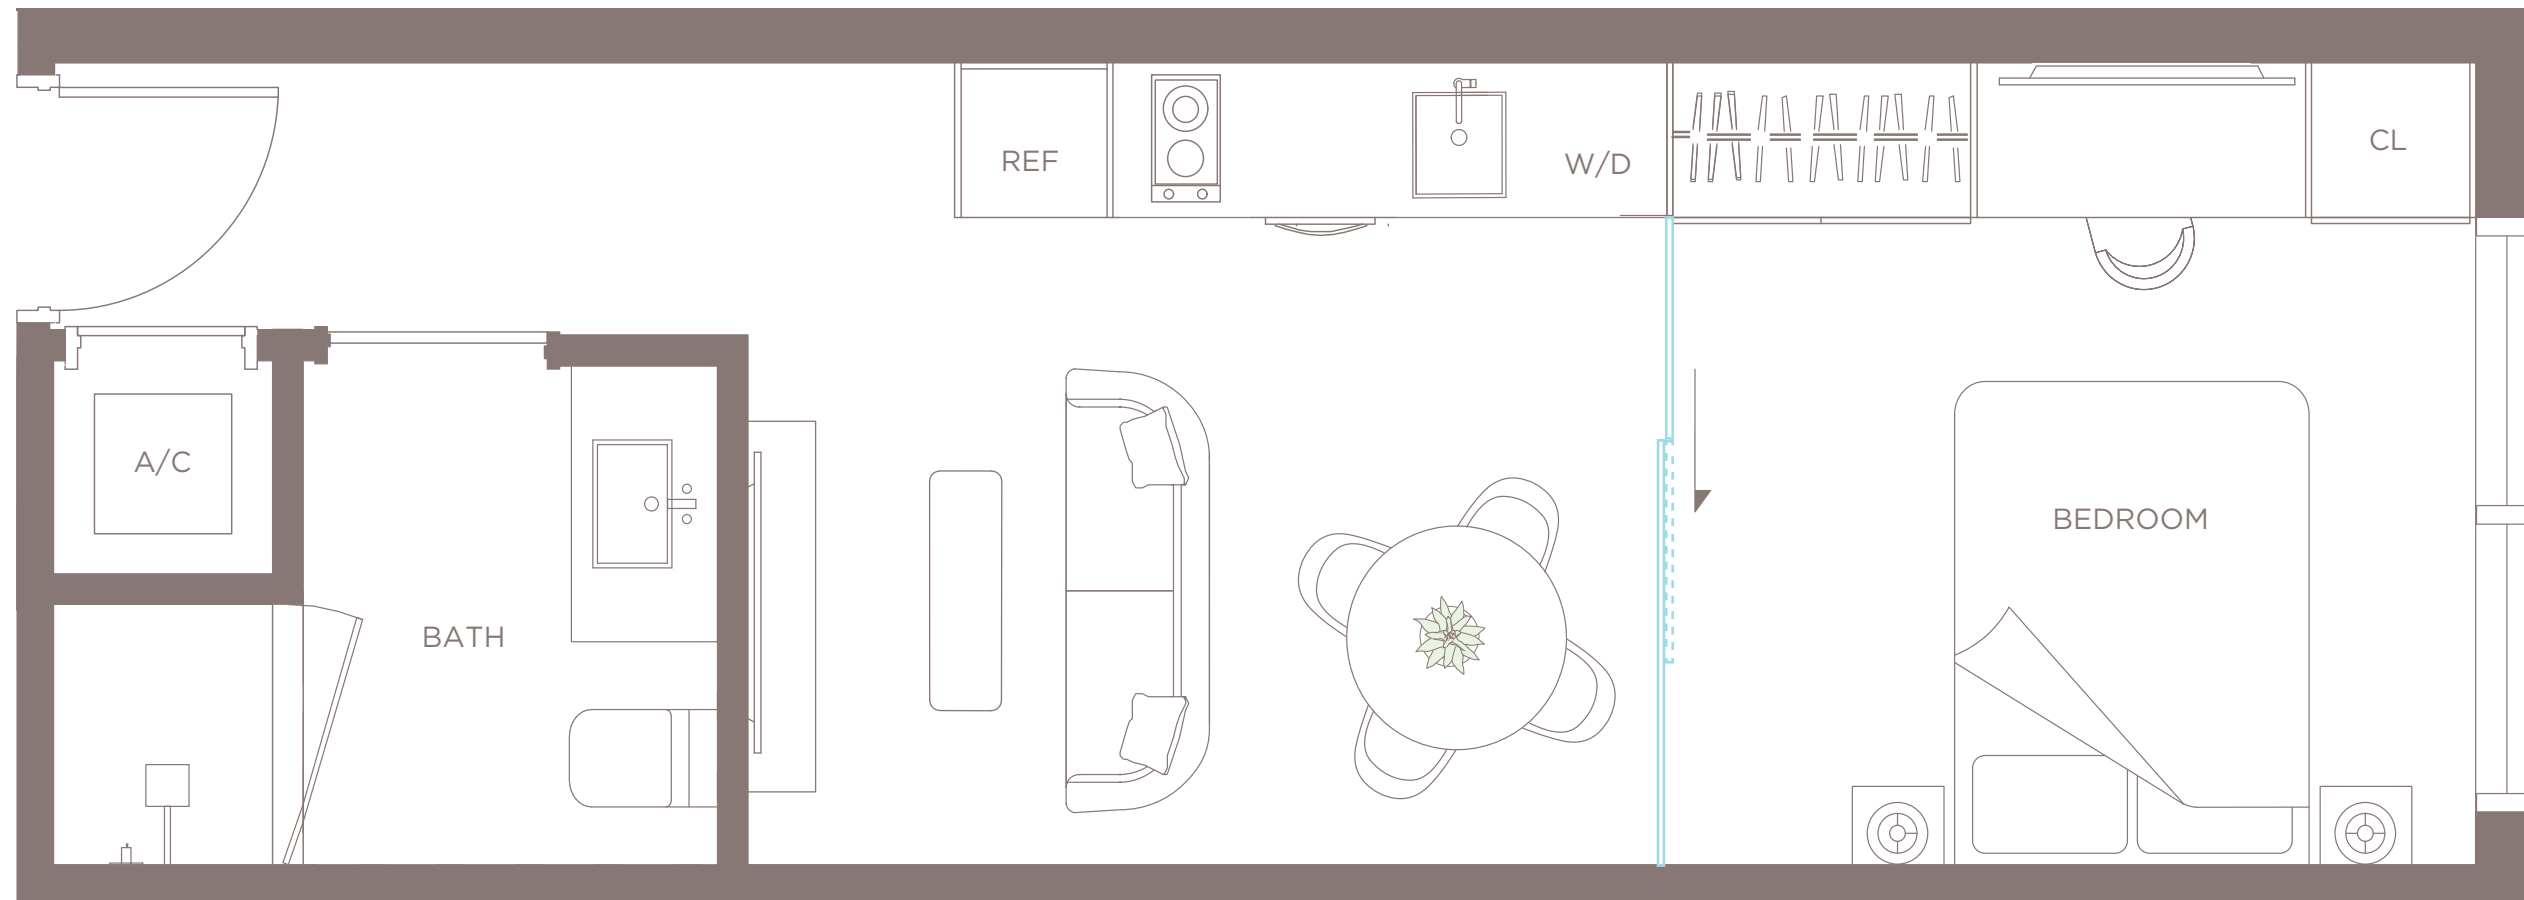 REF
W/D
CL
A/C
BEDROOM
BATH